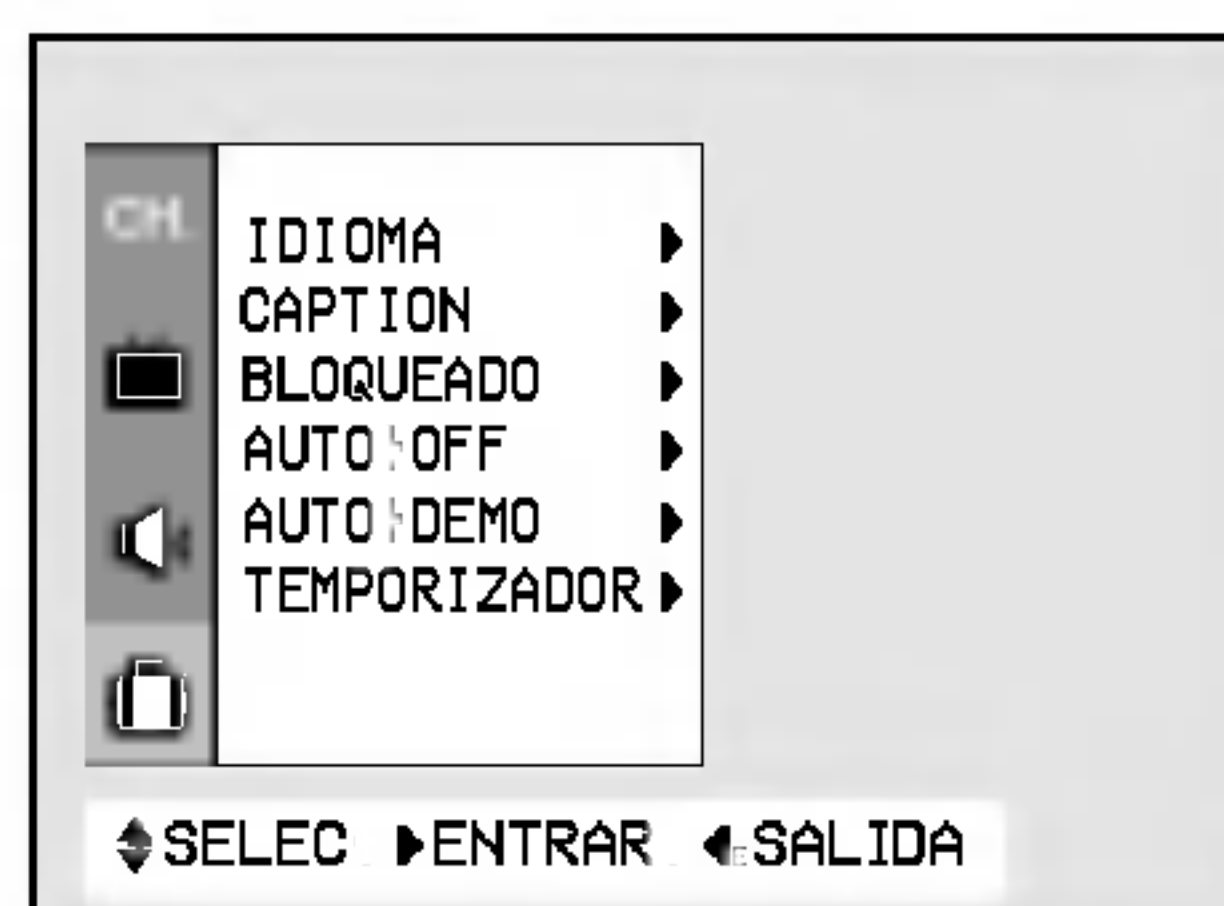 CH.
IDIOMA
CAPTION
BLOQUEADO
AUTO OFF
AUTO DEMO
TEMPORIZADOR
SELEC ENTRAR SALIDA